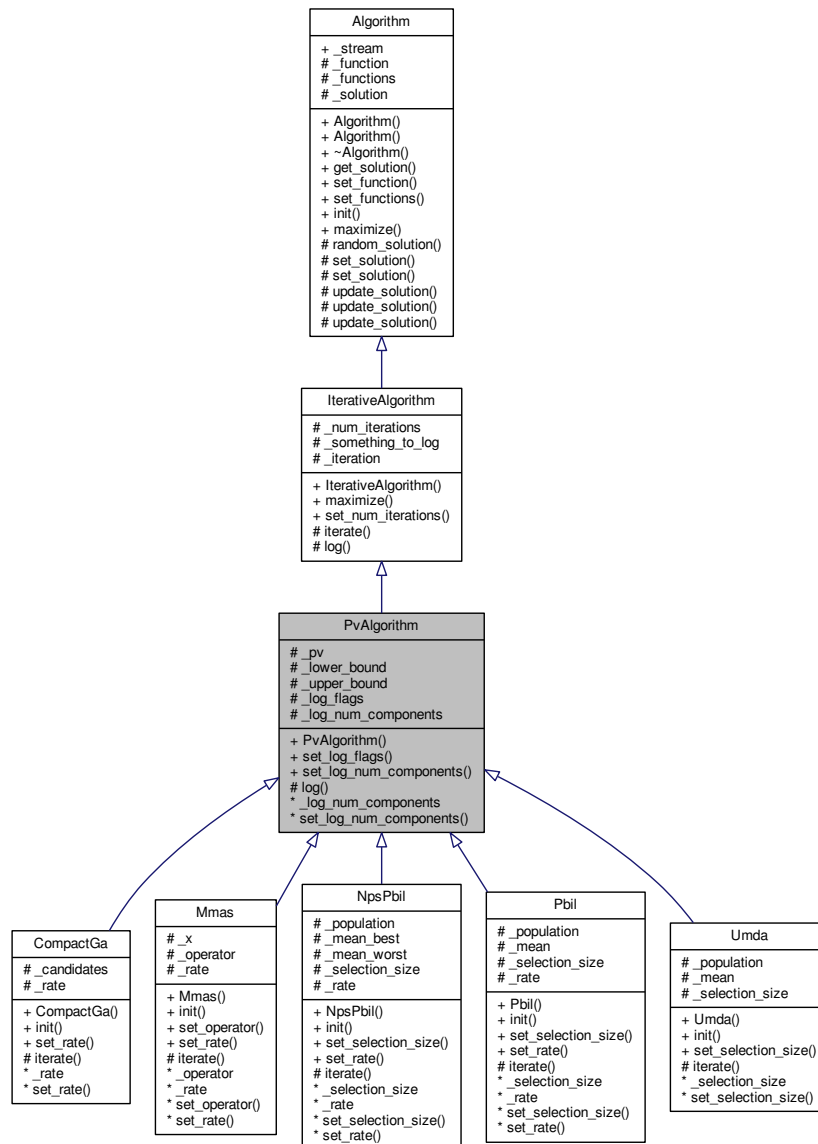 Algorithm
+ _stream
# _function
# _functions
# _solution
+ Algorithm()
+ Algorithm()
+ ~Algorithm()
+ get_solution()
+ set_function()
+ set_functions()
+ init()
+ maximize()
# random_solution()
# set_solution()
# set_solution()
# update_solution()
# update_solution()
# update_solution()
IterativeAlgorithm
# _num_iterations
# _something_to_log
# _iteration
+ IterativeAlgorithm()
+ maximize()
+ set_num_iterations()
# iterate()
# log()
PvAlgorithm
# _pv
# _lower_bound
# _upper_bound
# _log_flags
# _log_num_components
+ PvAlgorithm()
+ set_log_flags()
+ set_log_num_components()
# log()
* _log_num_components
* set_log_num_components()
CompactGa
# _candidates
# _rate
+ CompactGa()
+ init()
+ set_rate()
# iterate()
* _rate
* set_rate()
Mmas
# _x
# _operator
# _rate
+ Mmas()
+ init()
+ set_operator()
+ set_rate()
# iterate()
* _operator
* _rate
* set_operator()
* set_rate()
NpsPbil
# _population
# _mean_best
# _mean_worst
# _selection_size
# _rate
+ NpsPbil()
+ init()
+ set_selection_size()
+ set_rate()
# iterate()
* _selection_size
* _rate
* set_selection_size()
* set_rate()
Pbil
# _population
# _mean
# _selection_size
# _rate
+ Pbil()
+ init()
+ set_selection_size()
+ set_rate()
# iterate()
* _selection_size
* _rate
* set_selection_size()
* set_rate()
Umda
# _population
# _mean
# _selection_size
+ Umda()
+ init()
+ set_selection_size()
# iterate()
* _selection_size
* set_selection_size()